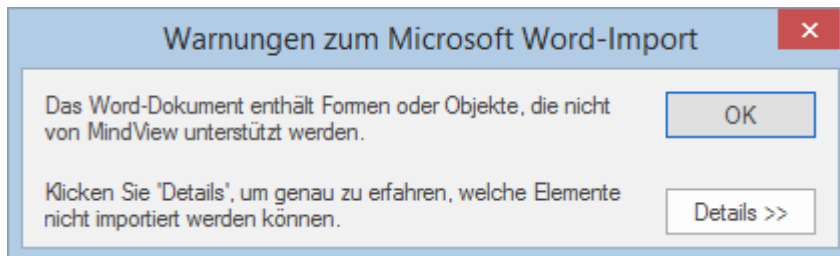 Warnungen zum Microsoft Word-Import
Das Word-Dokument enthält Formen oder Objekte, die nicht
von MindView unterstützt werden.
OK
Klicken Sie "Details", um genau zu erfahren, welche Elemente
nicht importiert werden können.
Details >>